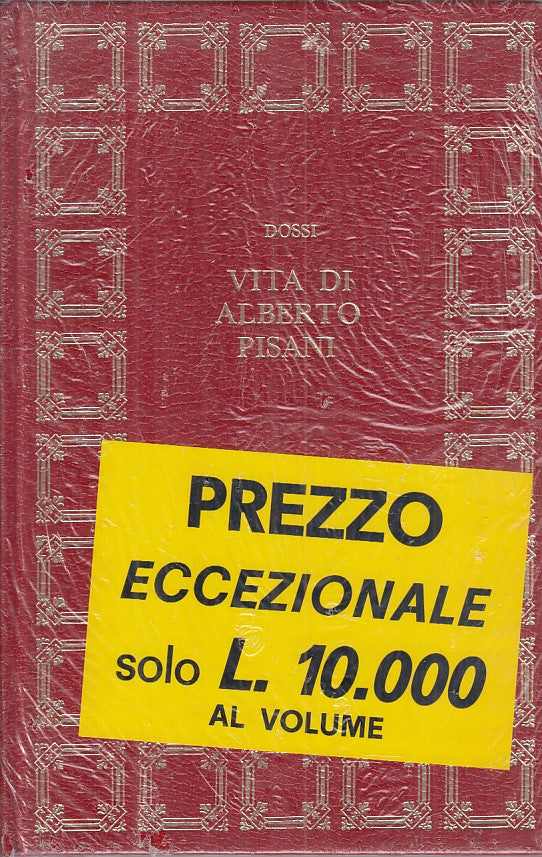 DOSSI
VITA DI
ALBERTO
PISANI
PREZZO
ECCEZIONALE
solo L. 10.000
AL VOLUME